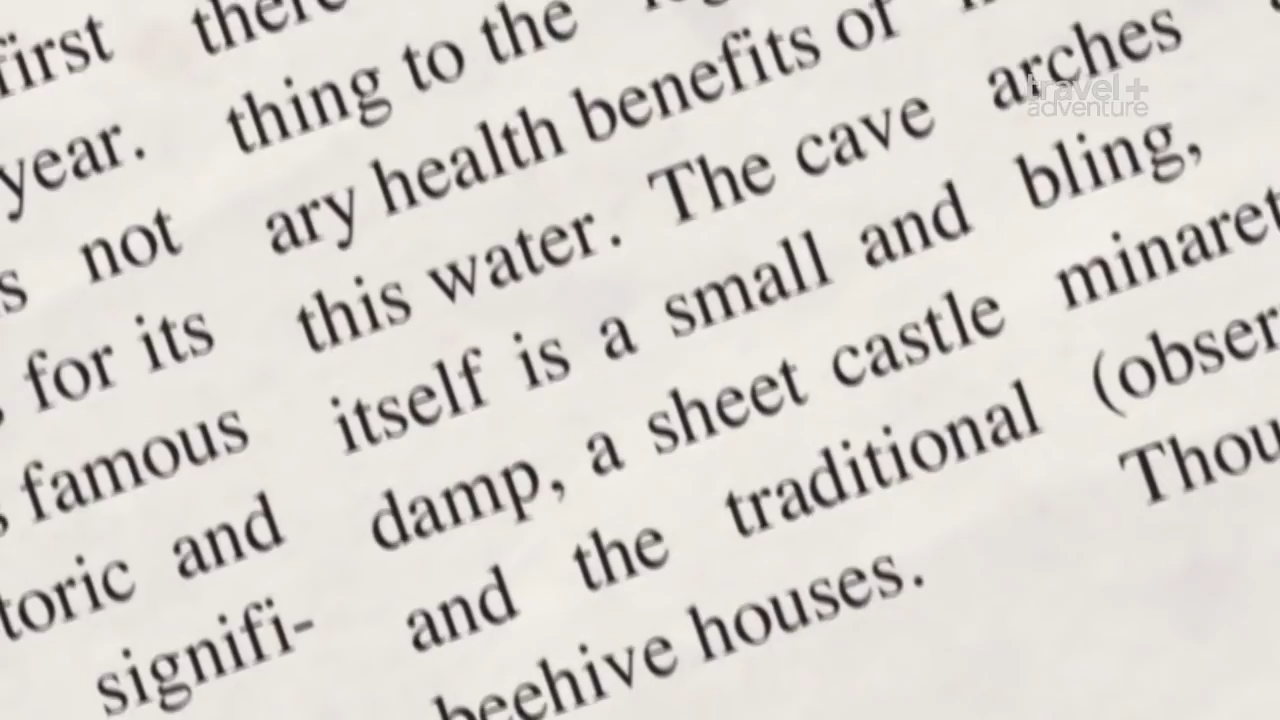 first
year.
s not
for its
famous
toric and
signifi-
there
thing to the
ary health benefits of
this water. The cave
itself is a small and
damp, a sheet castle
and the traditional
beehive houses.
arches
bling,
minaret
(obser
Thou
travel+
adventure